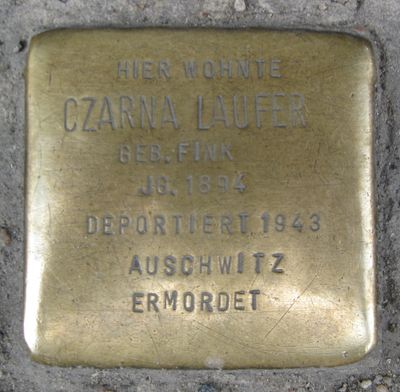 HIER WOHNTE
CZARNA LAUFER
GEB. FINK
JG. 1894
DEPORTIERT 1943
AUSCHWITZ
ERMORDET